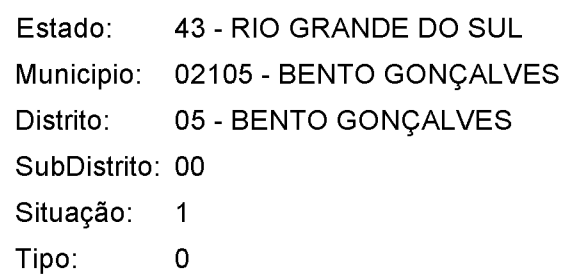 Estado: 43 - RIO GRANDE DO SUL
Municipio: 02105 - BENTO GONÇALVES
Distrito: 05 - BENTO GONÇALVES
SubDistrito: 00
Situação: 1
Tipo: 0